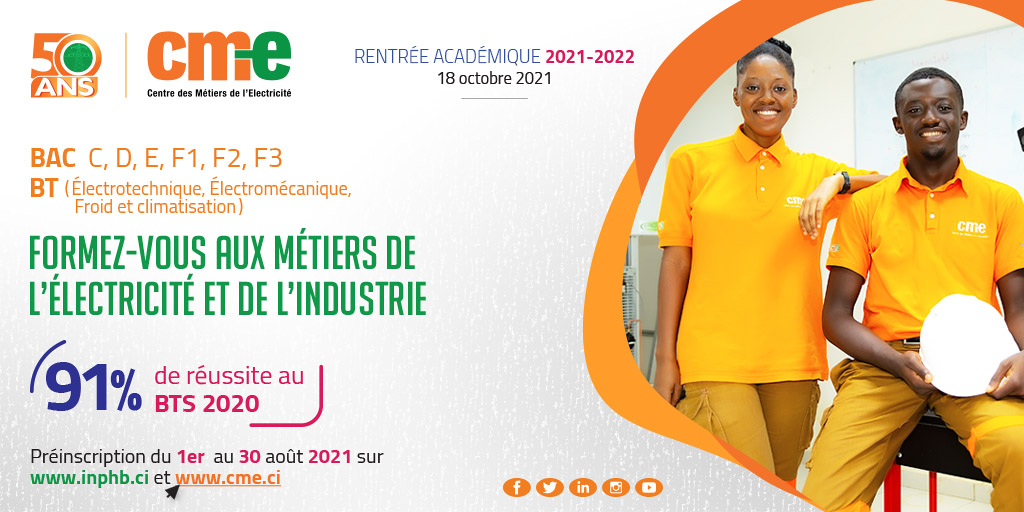 50
ANS
cme
Centre des Métiers de l'Electricité
RENTRÉE ACADÉMIQUE 2021-2022
18 octobre 2021
BAC C, D, E, F1, F2, F3
BT (Électrotechnique, Électromécanique,
Froid et climatisation)
FORMEZ-VOUS AUX MÉTIERS DE
L'ÉLECTRICITÉ ET DE L'INDUSTRIE
91% de réussite au
BTS 2020
Préinscription du 1er au 30 août 2021 sur
www.inphb.ci et www.cme.ci
cme
cme